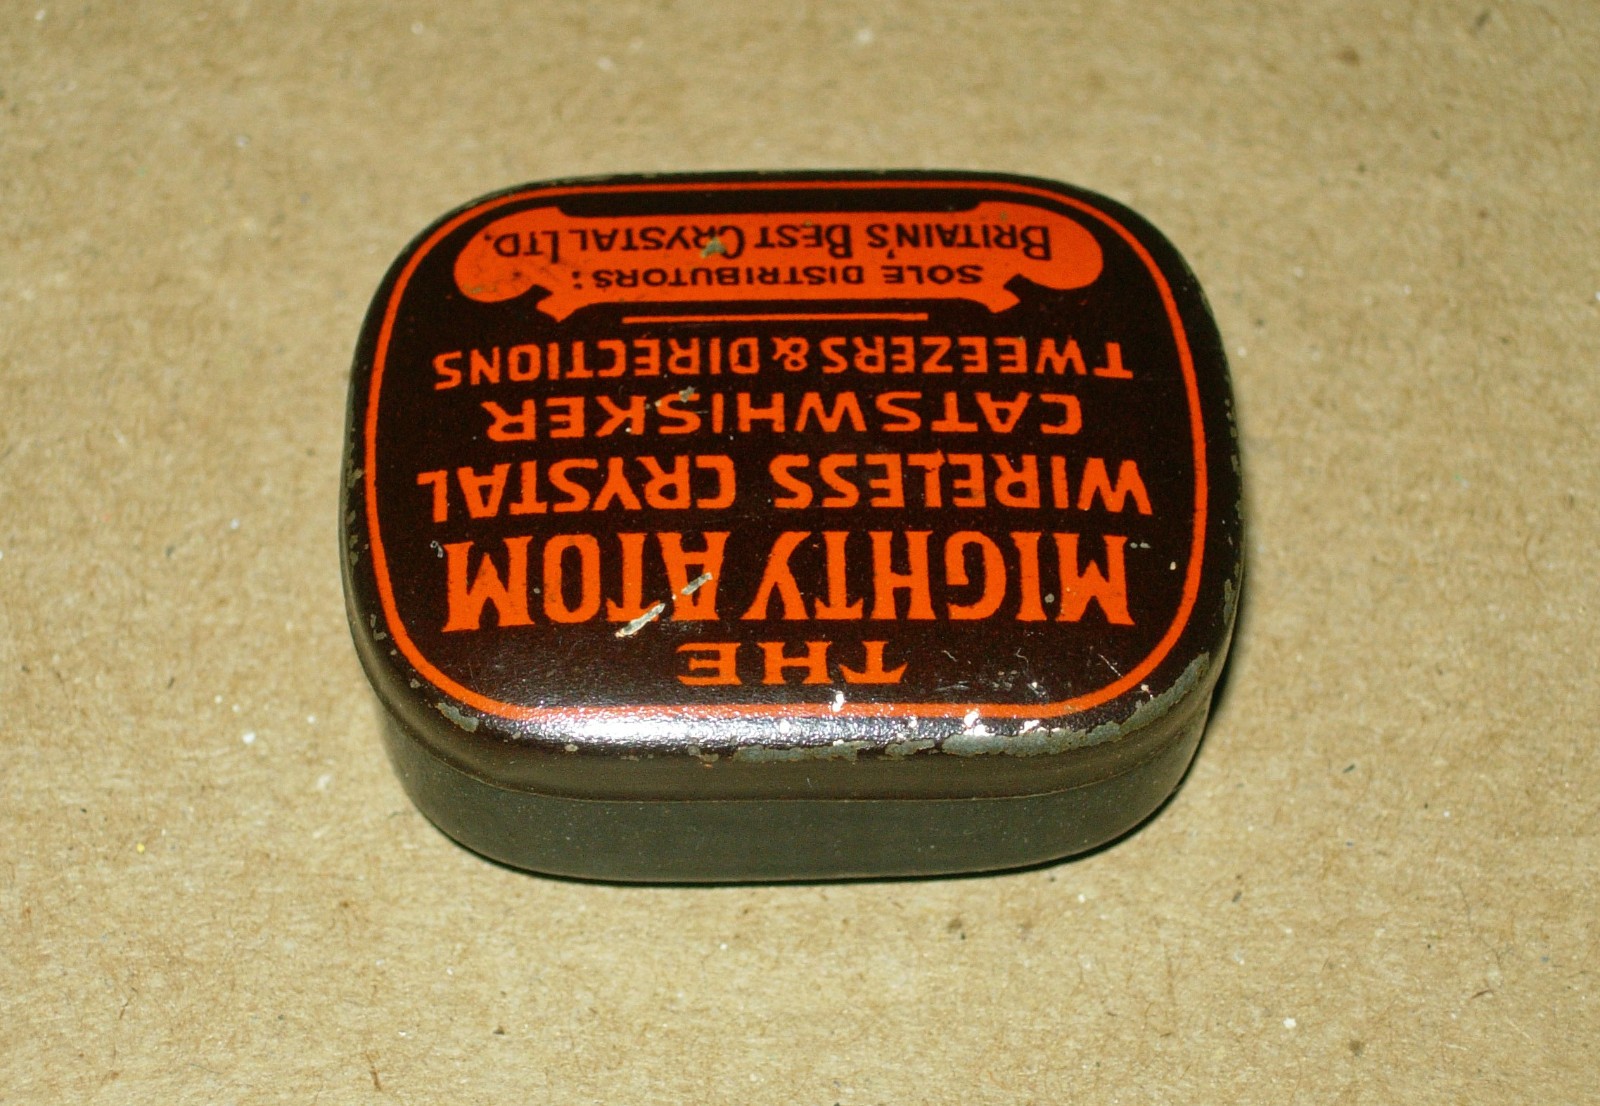 THE
MIGHTY ATOM
WIRELESS CRYSTAL
CATSWHISKER
TWEEZERS & DIRECTIONS
SOLE DISTRIBUTORS:
BRITAIN'S BEST CRYSTAL LTD.